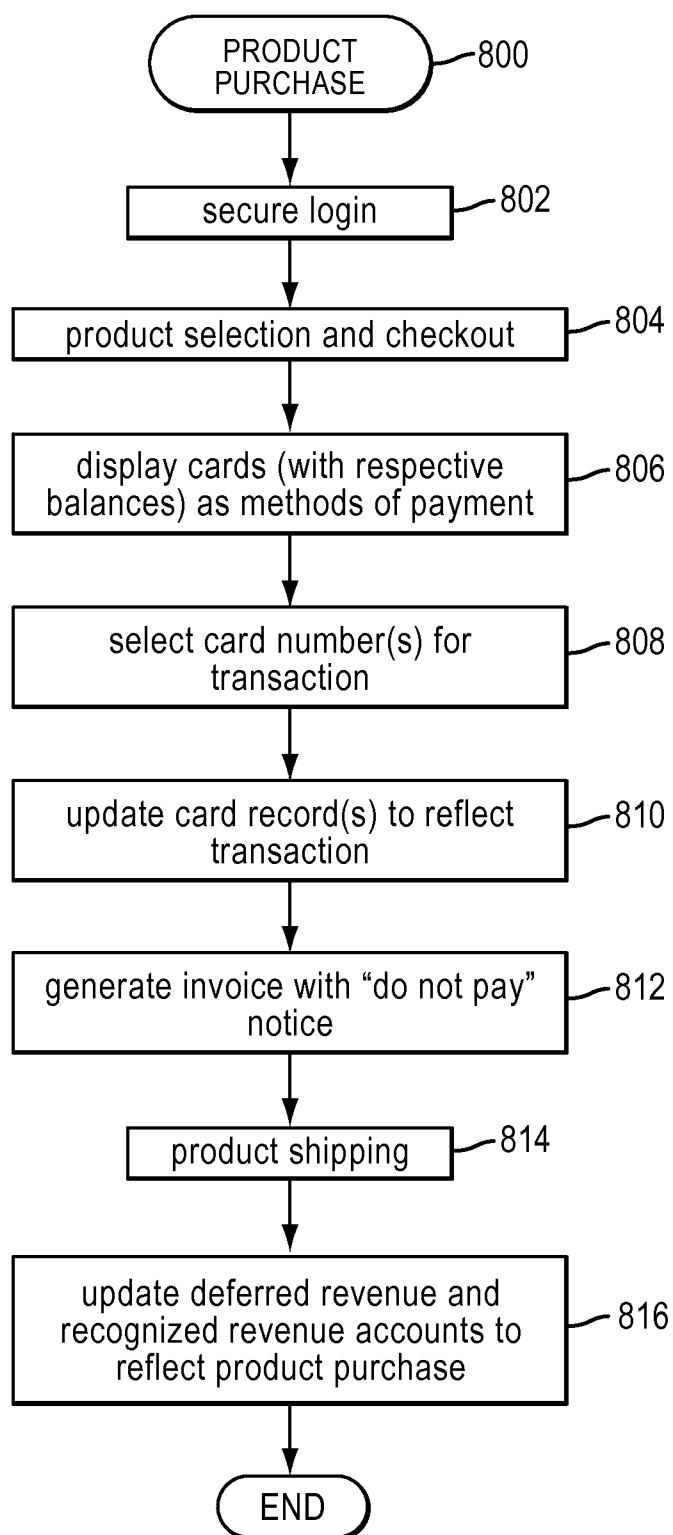 PRODUCT
PURCHASE
800
secure login
802
product selection and checkout
804
display cards (with respective
balances) as methods of payment
806
select card number(s) for
transaction
808
update card record(s) to reflect
transaction
810
generate invoice with “do not pay”
notice
812
product shipping
814
update deferred revenue and
recognized revenue accounts to
reflect product purchase
816
END